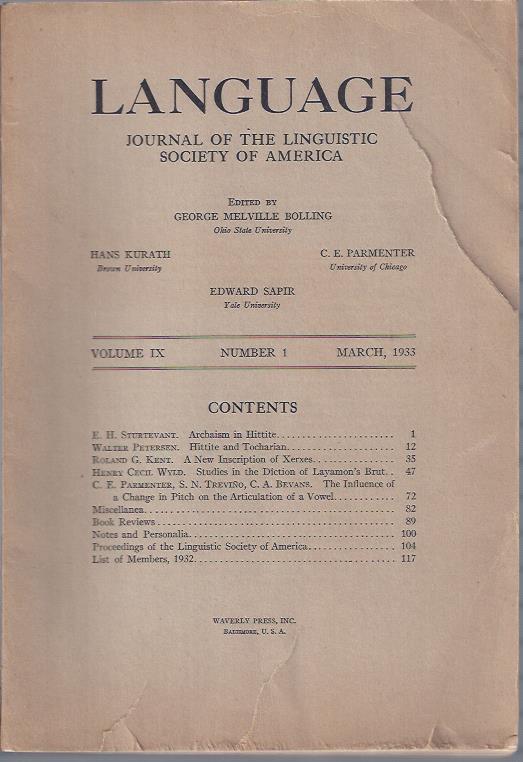 LANGUAGE
JOURNAL OF THE LINGUISTIC
SOCIETY OF AMERICA
EDITED BY
GEORGE MELVILLE BOLLING
Ohio State University
HANS KURATH C. E. PARMENTER
Brown University University of Chicago
EDWARD SAPIR
Yale University
VOLUME IX NUMBER 1 MARCH, 1933
CONTENTS
E. H. STURTEVANT. Archaism in Hittite........................ 1
WALTER PETERSEN. Hittite and Tocharian...................... 12
ROLAND G. KENT. A New Inscription of Xerxes................. 35
HENRY CECIL WYLD. Studies in the Diction of Layamon's Brut.. 47
C. E. PARMENTER, S. N. TREVIÑO, C. A. BEVANS. The Influence of
a Change in Pitch on the Articulation of a Vowel............ 72
Miscellanea................................................. 82
Book Reviews................................................ 89
Notes and Personalia........................................ 100
Proceedings of the Linguistic Society of America............ 104
List of Members, 1932....................................... 117
WAVERLY PRESS, INC.
BALTIMORE, U. S. A.